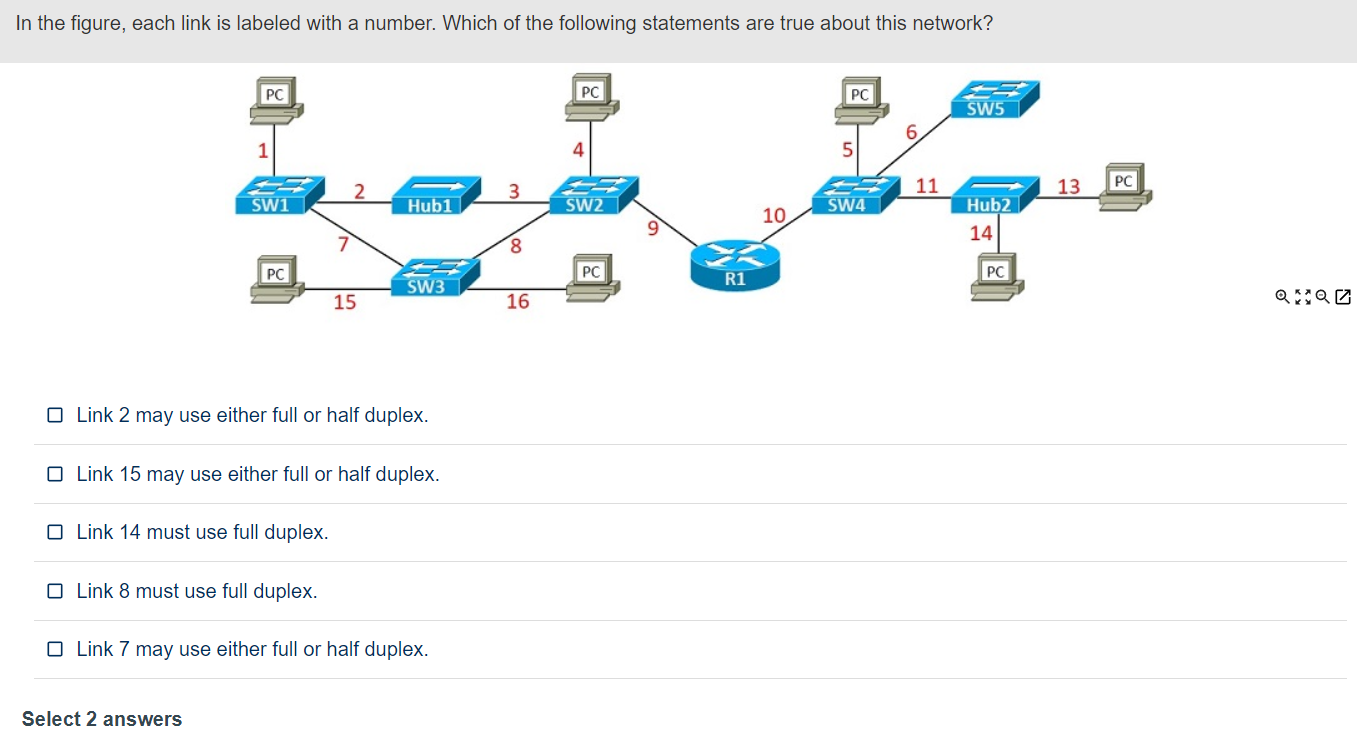 In the figure, each link is labeled with a number. Which of the following statements are true about this network?
PC
PC
PC
SW5
1
4
5
6
SW1
2
Hub1
3
SW2
SW4
11
Hub2
13
PC
7
8
9
10
14
PC
15
SW3
16
PC
R1
PC
Link 2 may use either full or half duplex.
Link 15 may use either full or half duplex.
Link 14 must use full duplex.
Link 8 must use full duplex.
Link 7 may use either full or half duplex.
Select 2 answers